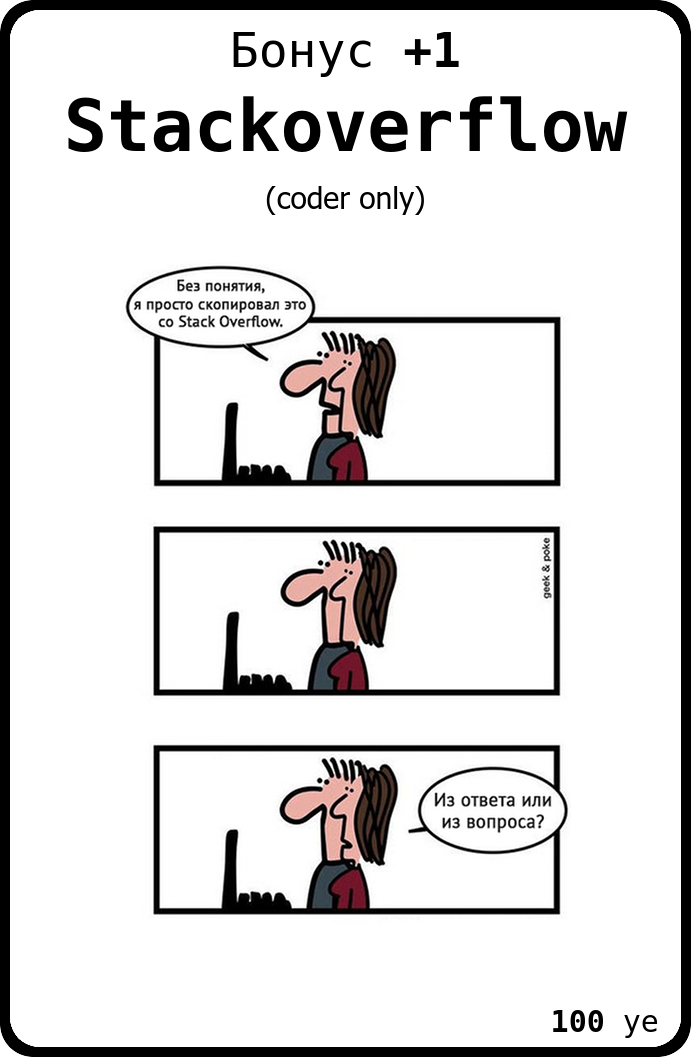 Бонус +1
Stackoverflow
(coder only)
Без понятия,
я просто скопировал это
со Stack Overflow.
geek & poke
Из ответа или
из вопроса?
100 уе